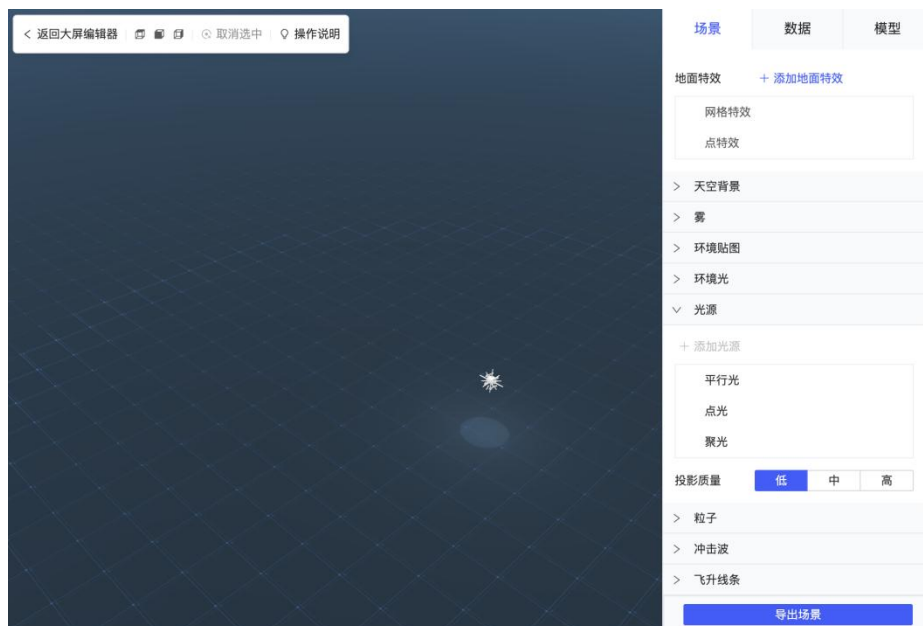 返回大屏编辑器 取消选中 操作说明
场景 数据 模型
地面特效 + 添加地面特效
网格特效
点特效
天空背景
雾
环境贴图
环境光
光源
+ 添加光源
平行光
点光
聚光
投影质量 低 中 高
粒子
冲击波
飞升线条
导出场景